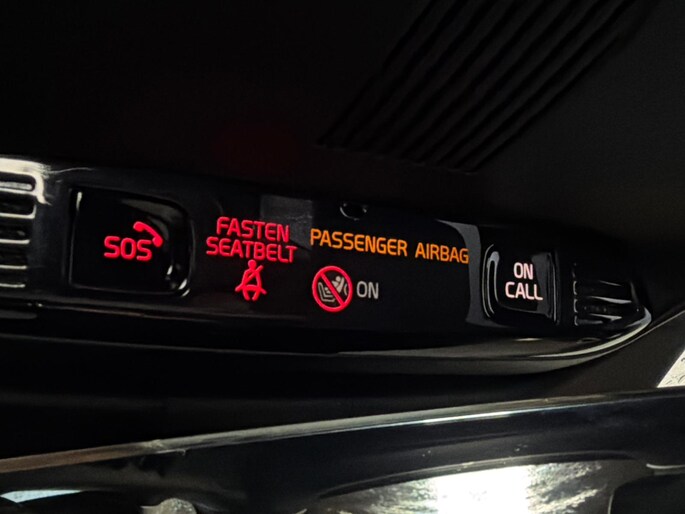 SOS
FASTEN
SEATBELT
PASSENGER AIRBAG
ON
ON
CALL